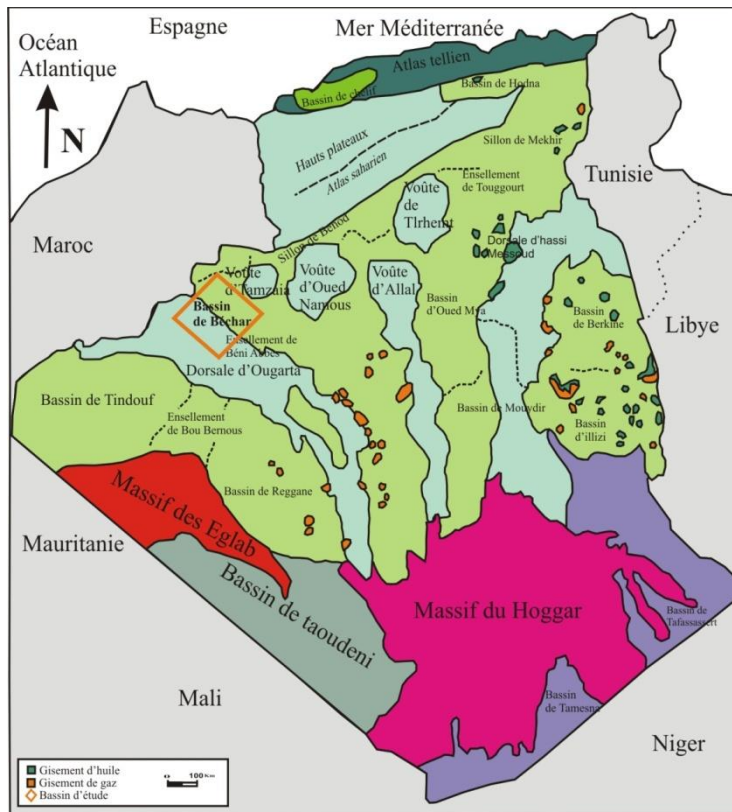 Espagne
Mer Méditerranée
Océan
Atlantique
N
Atlas tellien
Bassin de chélif
Bassin de Hodna
Hauts plateaux
Atlas saharien
Sillon de Mekhir
Tunisie
Ensellement
de Touggourt
Voûte
de
Tlrhemt
Sillon de Benod
Maroc
Dorsale d'hassi
Messoud
Voûte
d'Tamzaia
Voûte
d'Oued
Namous
Voûte
d'Allal
Bassin
de Béchar
Bassin
d'Oued Mya
Bassin
de Berkine
Libye
Ensellement de
Béni Abbes
Dorsale d'Ougarta
Bassin de Tindouf
Ensellement
de Bou Bernous
Bassin de Mouydir
Bassin
d'illizi
Bassin de Reggane
Massif des Eglab
Mauritanie
Bassin de taoudeni
Massif du Hoggar
Bassin de
Tafassassert
Mali
Bassin
de Tamesna
Niger
Gisement d'huile
Gisement de gaz
Bassin d'étude
100 Km